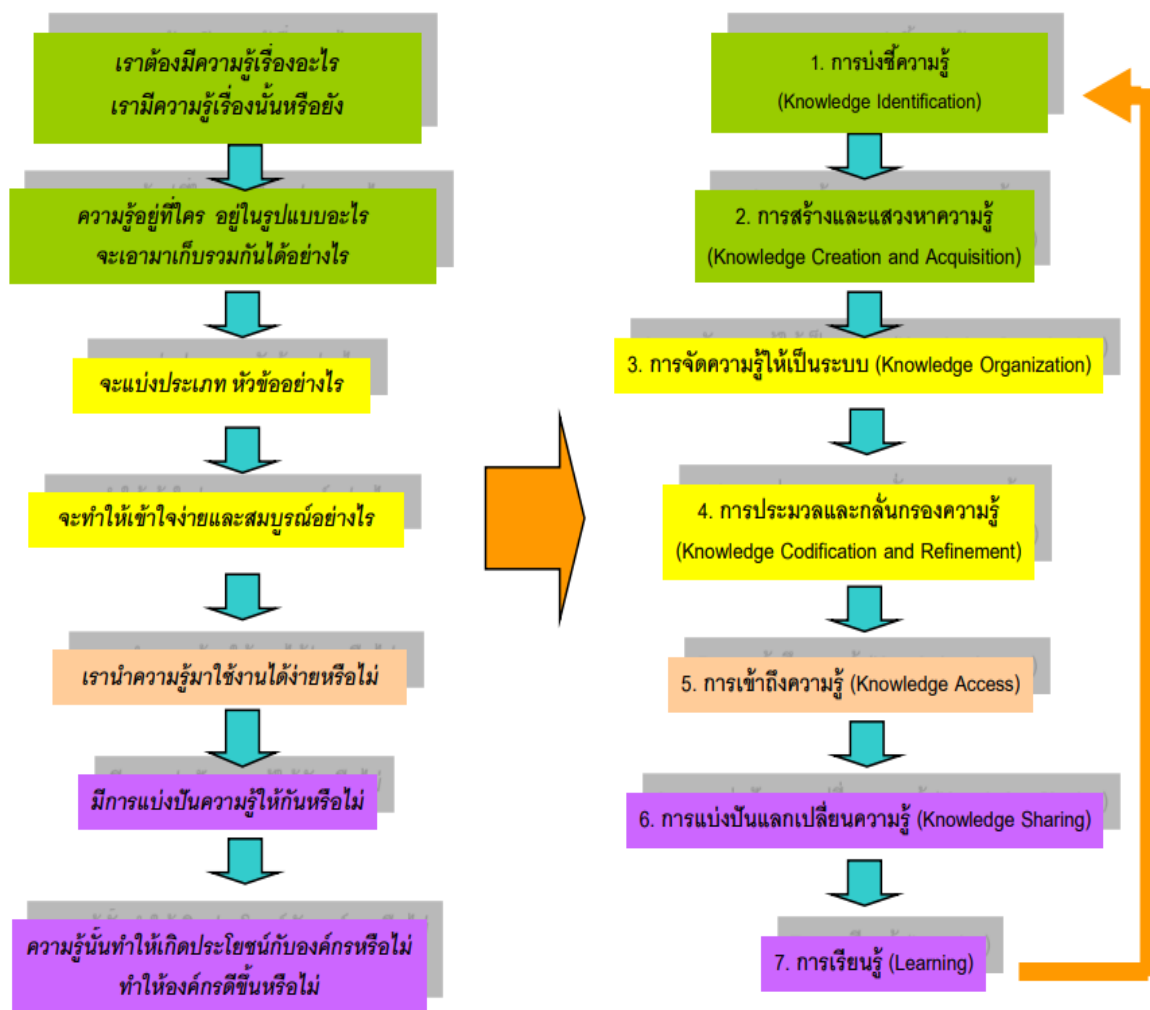 เราต้องมีความรู้เรื่องอะไร
เรามีความรู้เรื่องนั้นหรือยัง
ความรู้อยู่ที่ใคร อยู่ในรูปแบบอะไร
จะเอามาเก็บรวมกันได้อย่างไร
จะแบ่งประเภท หัวข้ออย่างไร
จะทำให้เข้าใจง่ายและสมบูรณ์อย่างไร
เรานำความรู้มาใช้งานได้ง่ายหรือไม่
มีการแบ่งปันความรู้ให้กันหรือไม่
ความรู้นั้นทำให้เกิดประโยชน์กับองค์กรหรือไม่
ทำให้องค์กรดีขึ้นหรือไม่
1. การบ่งชี้ความรู้
(Knowledge Identification)
2. การสร้างและแสวงหาความรู้
(Knowledge Creation and Acquisition)
3. การจัดความรู้ให้เป็นระบบ (Knowledge Organization)
4. การประมวลและกลั่นกรองความรู้
(Knowledge Codification and Refinement)
5. การเข้าถึงความรู้ (Knowledge Access)
6. การแบ่งปันแลกเปลี่ยนความรู้ (Knowledge Sharing)
7. การเรียนรู้ (Learning)